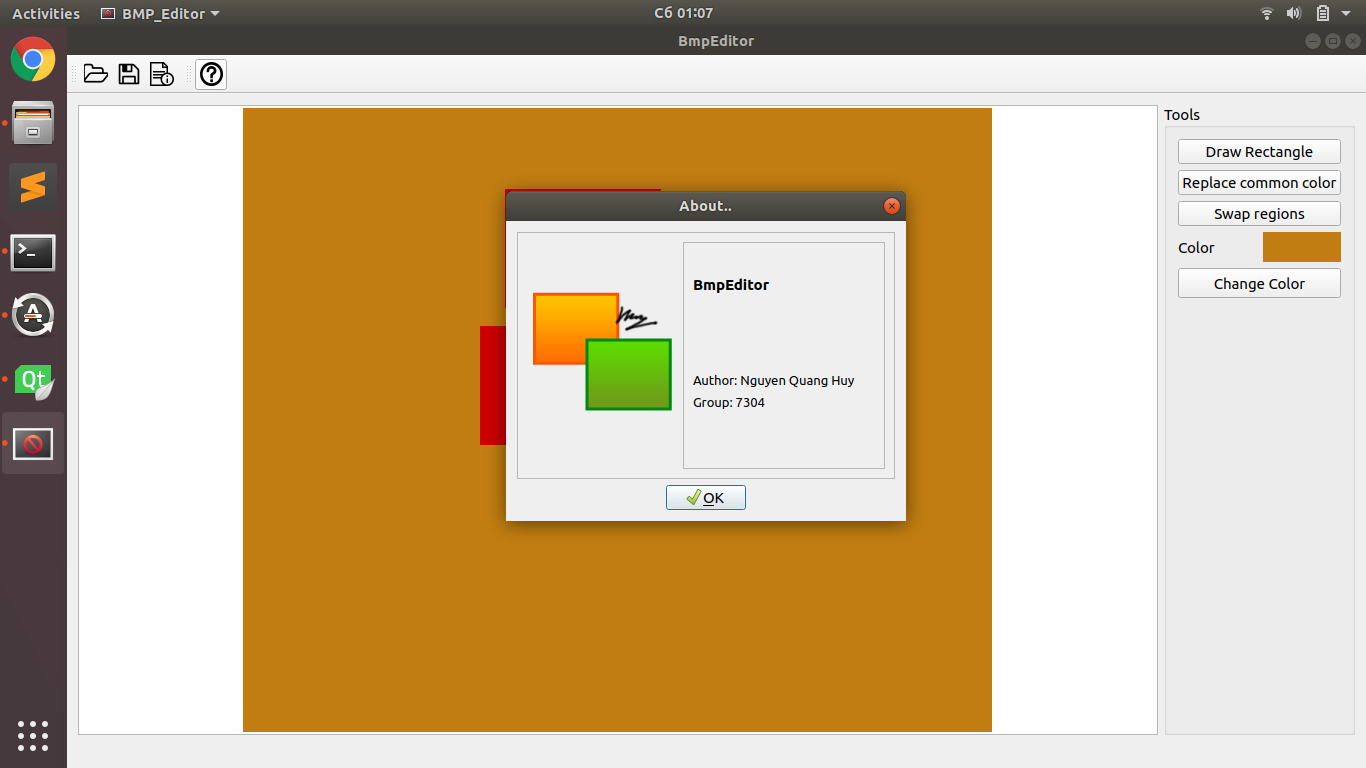 Activities
BMP_Editor
Сб 01:07
BmpEditor
Tools
Draw Rectangle
Replace common color
Swap regions
Color
Change Color
About..
BmpEditor
Author: Nguyen Quang Huy
Group: 7304
OK
Qt